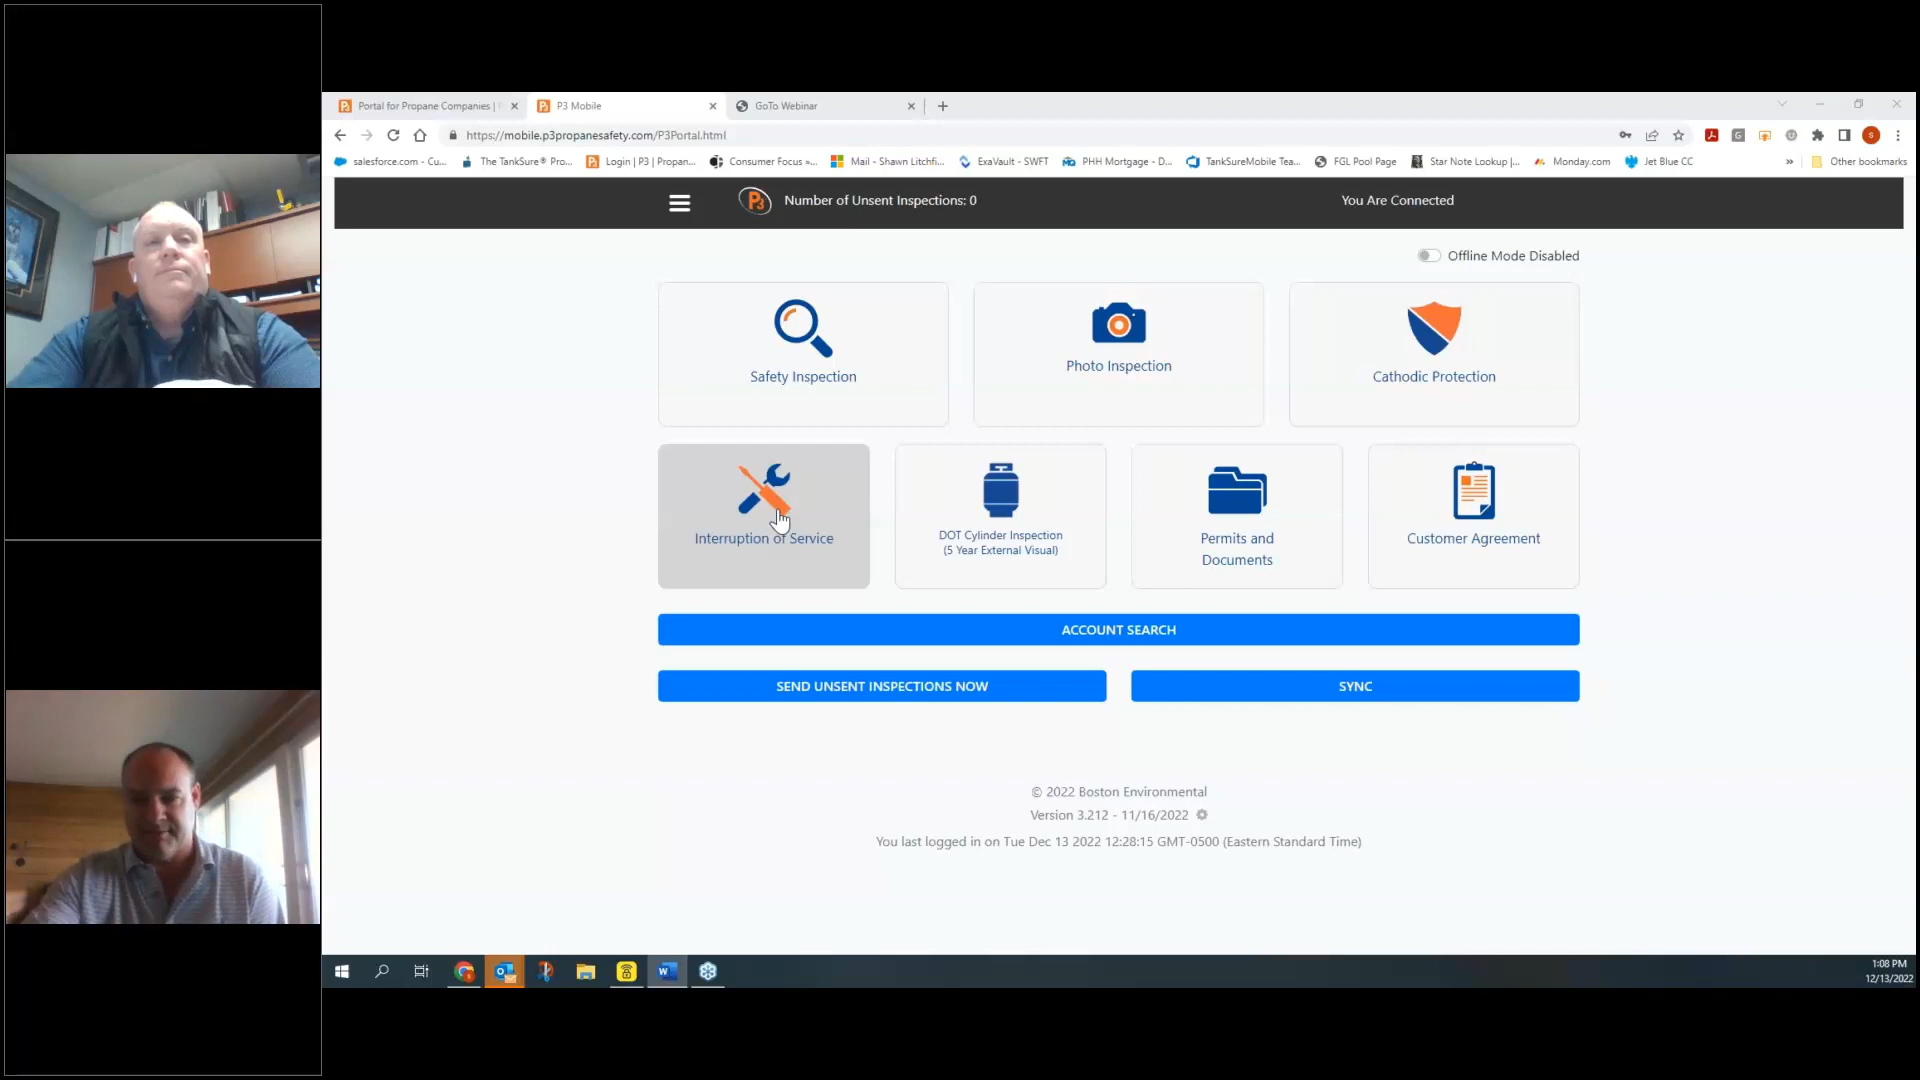 Portal for Propane Companies |
P3 Mobile
GoTo Webinar
https://mobile.p3propanesafety.com/P3Portal.html
salesforce.com - Cu...
The TankSure® Pro...
Login | P3 | Propan...
Consumer Focus »...
Mail - Shawn Litchfi...
ExaVault - SWFT
PHH Mortgage - D...
TankSureMobile Tea...
FGL Pool Page
Star Note Lookup |...
Monday.com
Jet Blue CC
»
Other bookmarks
P3
Number of Unsent Inspections: 0
You Are Connected
Offline Mode Disabled
Safety Inspection
Photo Inspection
Cathodic Protection
Interruption of Service
DOT Cylinder Inspection
(5 Year External Visual)
Permits and
Documents
Customer Agreement
ACCOUNT SEARCH
SEND UNSENT INSPECTIONS NOW
SYNC
© 2022 Boston Environmental
Version 3.212 - 11/16/2022
You last logged in on Tue Dec 13 2022 12:28:15 GMT-0500 (Eastern Standard Time)
1:08 PM
12/13/2022